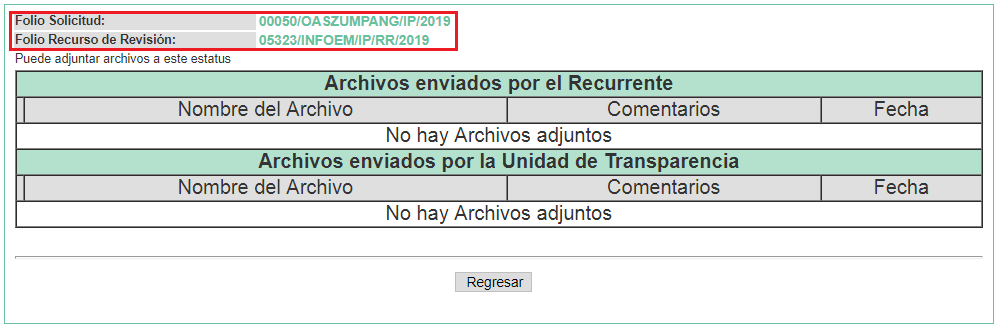 Folio Solicitud: 00050/OASZUMPANG/IP/2019
Folio Recurso de Revisión: 05323/INFOEM/IP/RR/2019
Puede adjuntar archivos a este estatus
Archivos enviados por el Recurrente
Nombre del Archivo Comentarios Fecha
No hay Archivos adjuntos
Archivos enviados por la Unidad de Transparencia
Nombre del Archivo Comentarios Fecha
No hay Archivos adjuntos
Regresar